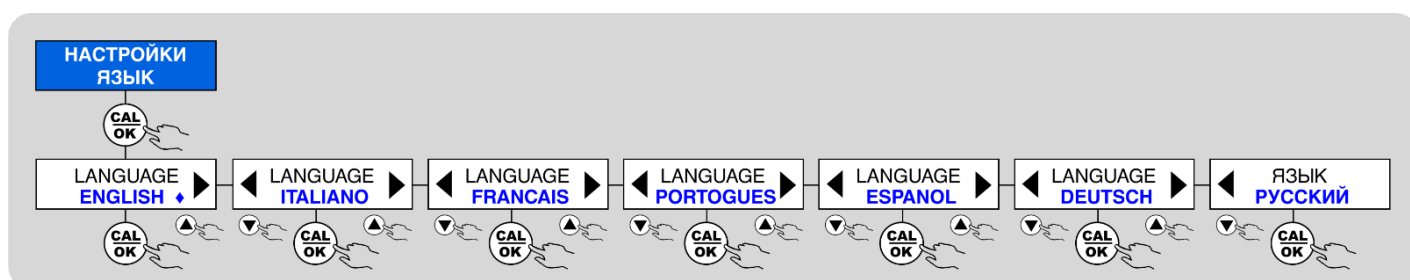 НАСТРОЙКИ
ЯЗЫК
CAL
OK
LANGUAGE
ENGLISH ♦
LANGUAGE
ITALIANO
LANGUAGE
FRANCAIS
LANGUAGE
PORTOGUES
LANGUAGE
ESPANOL
LANGUAGE
DEUTSCH
ЯЗЫК
РУССКИЙ
CAL
OK
CAL
OK
CAL
OK
CAL
OK
CAL
OK
CAL
OK
CAL
OK